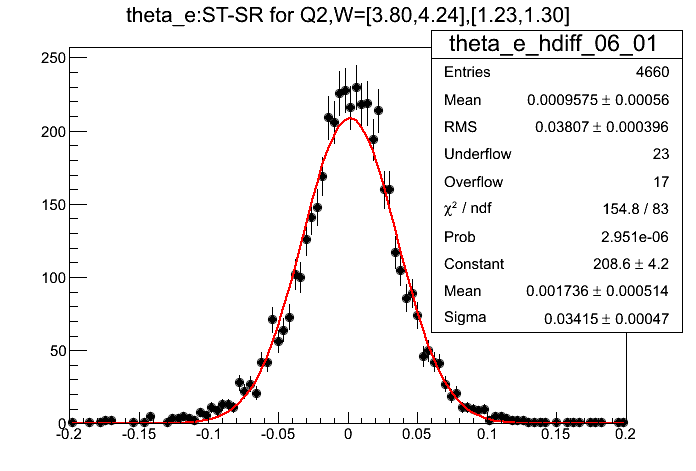 theta_e:ST-SR for Q2,W=[3.80,4.24],[1.23,1.30]
theta_e_hdiff_06_01
Entries 4660
Mean 0.0009575 ± 0.00056
RMS 0.03807 ± 0.000396
Underflow 23
Overflow 17
χ² / ndf 154.8 / 83
Prob 2.951e-06
Constant 208.6 ± 4.2
Mean 0.001736 ± 0.000514
Sigma 0.03415 ± 0.00047
250
200
150
100
50
0
-0.2 -0.15 -0.1 -0.05 0 0.05 0.1 0.15 0.2